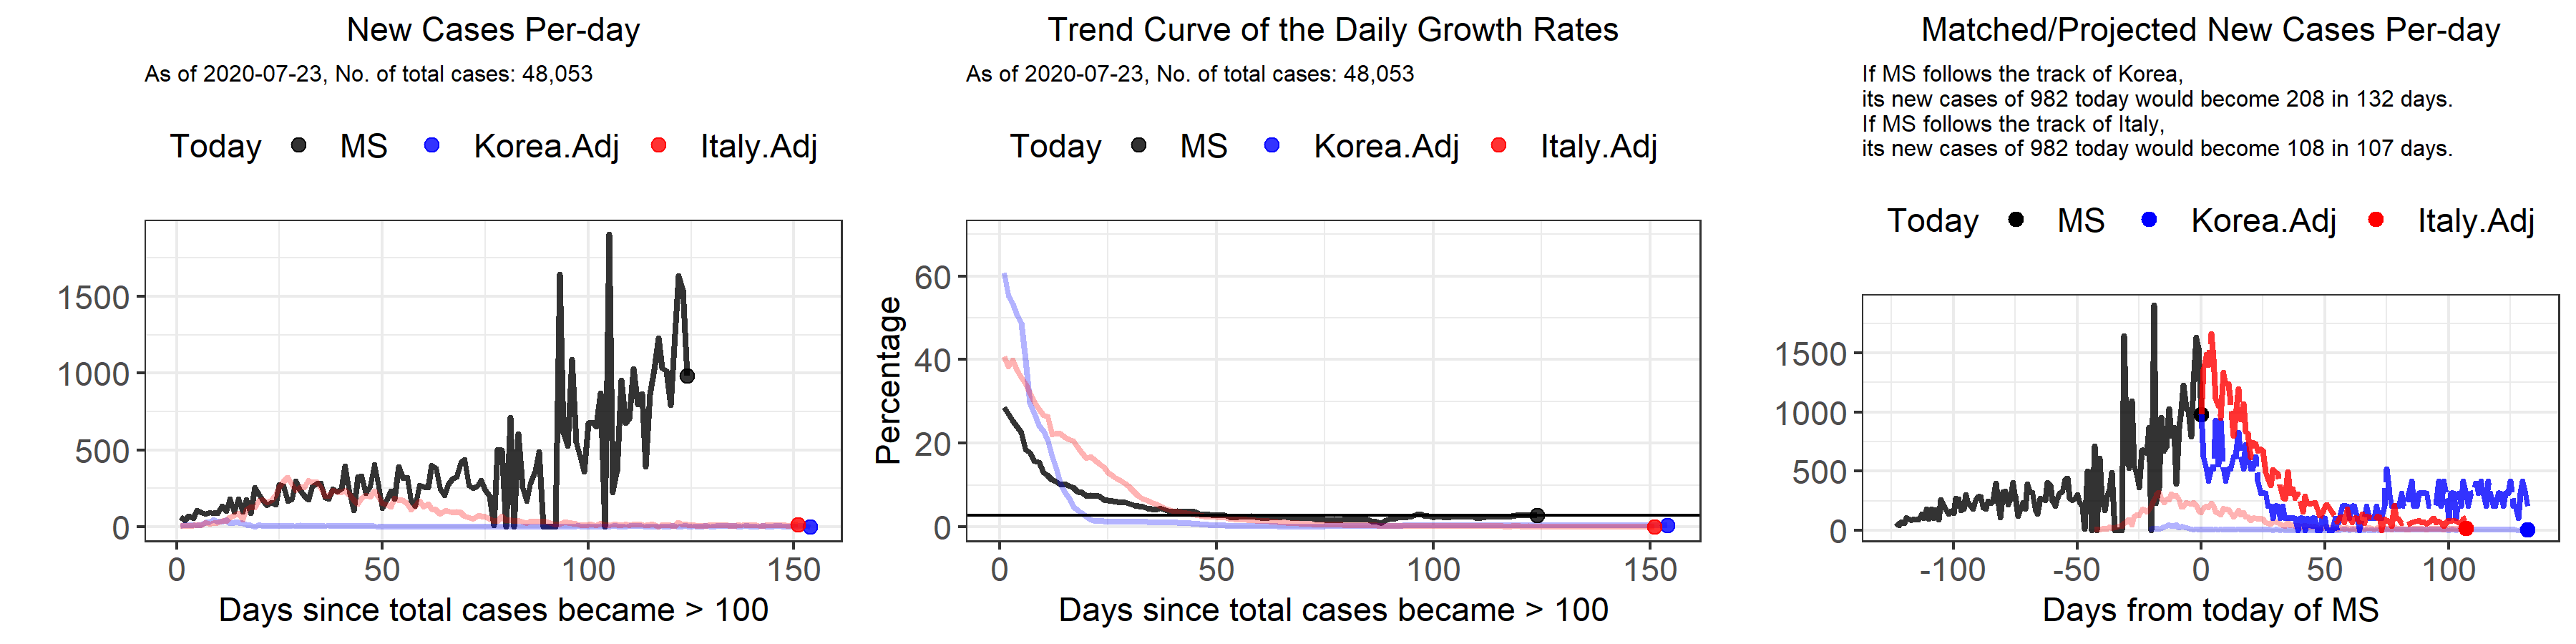 New Cases Per-day
As of 2020-07-23, No. of total cases: 48,053
Today MS Korea.Adj Italy.Adj
1500
1000
500
0
0 50 100 150
Days since total cases became > 100
Trend Curve of the Daily Growth Rates
As of 2020-07-23, No. of total cases: 48,053
Today MS Korea.Adj Italy.Adj
Percentage
60
40
20
0
0 50 100 150
Days since total cases became > 100
Matched/Projected New Cases Per-day
If MS follows the track of Korea,
its new cases of 982 today would become 208 in 132 days.
If MS follows the track of Italy,
its new cases of 982 today would become 108 in 107 days.
Today MS Korea.Adj Italy.Adj
1500
1000
500
0
-100 -50 0 50 100
Days from today of MS